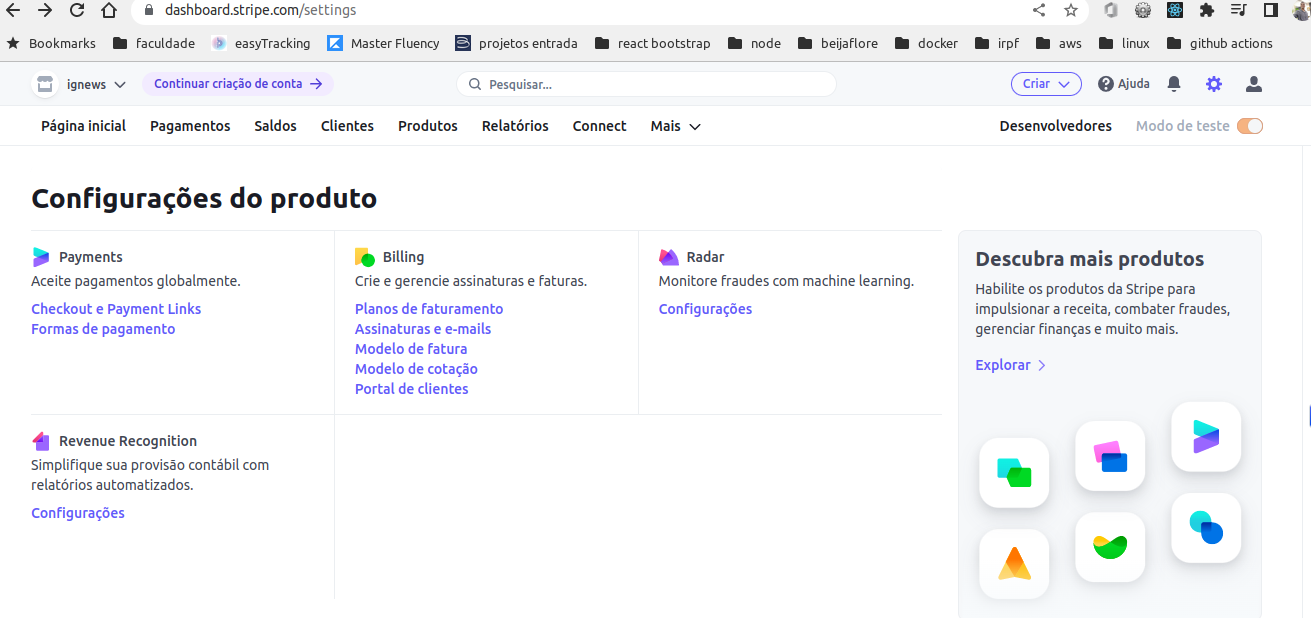 dashboard.stripe.com/settings
Bookmarks faculdade easyTracking Master Fluency projetos entrada react bootstrap node beijaflore docker irpf aws linux github actions
ignews Continuar criação de conta → Pesquisar... Criar Ajuda
Página inicial Pagamentos Saldos Clientes Produtos Relatórios Connect Mais Desenvolvedores Modo de teste
Configurações do produto
Payments
Aceite pagamentos globalmente.
Checkout e Payment Links
Formas de pagamento
Billing
Crie e gerencie assinaturas e faturas.
Planos de faturamento
Assinaturas e e-mails
Modelo de fatura
Modelo de cotação
Portal de clientes
Radar
Monitore fraudes com machine learning.
Configurações
Revenue Recognition
Simplifique sua provisão contábil com
relatórios automatizados.
Configurações
Descubra mais produtos
Habilite os produtos da Stripe para
impulsionar a receita, combater fraudes,
gerenciar finanças e muito mais.
Explorar